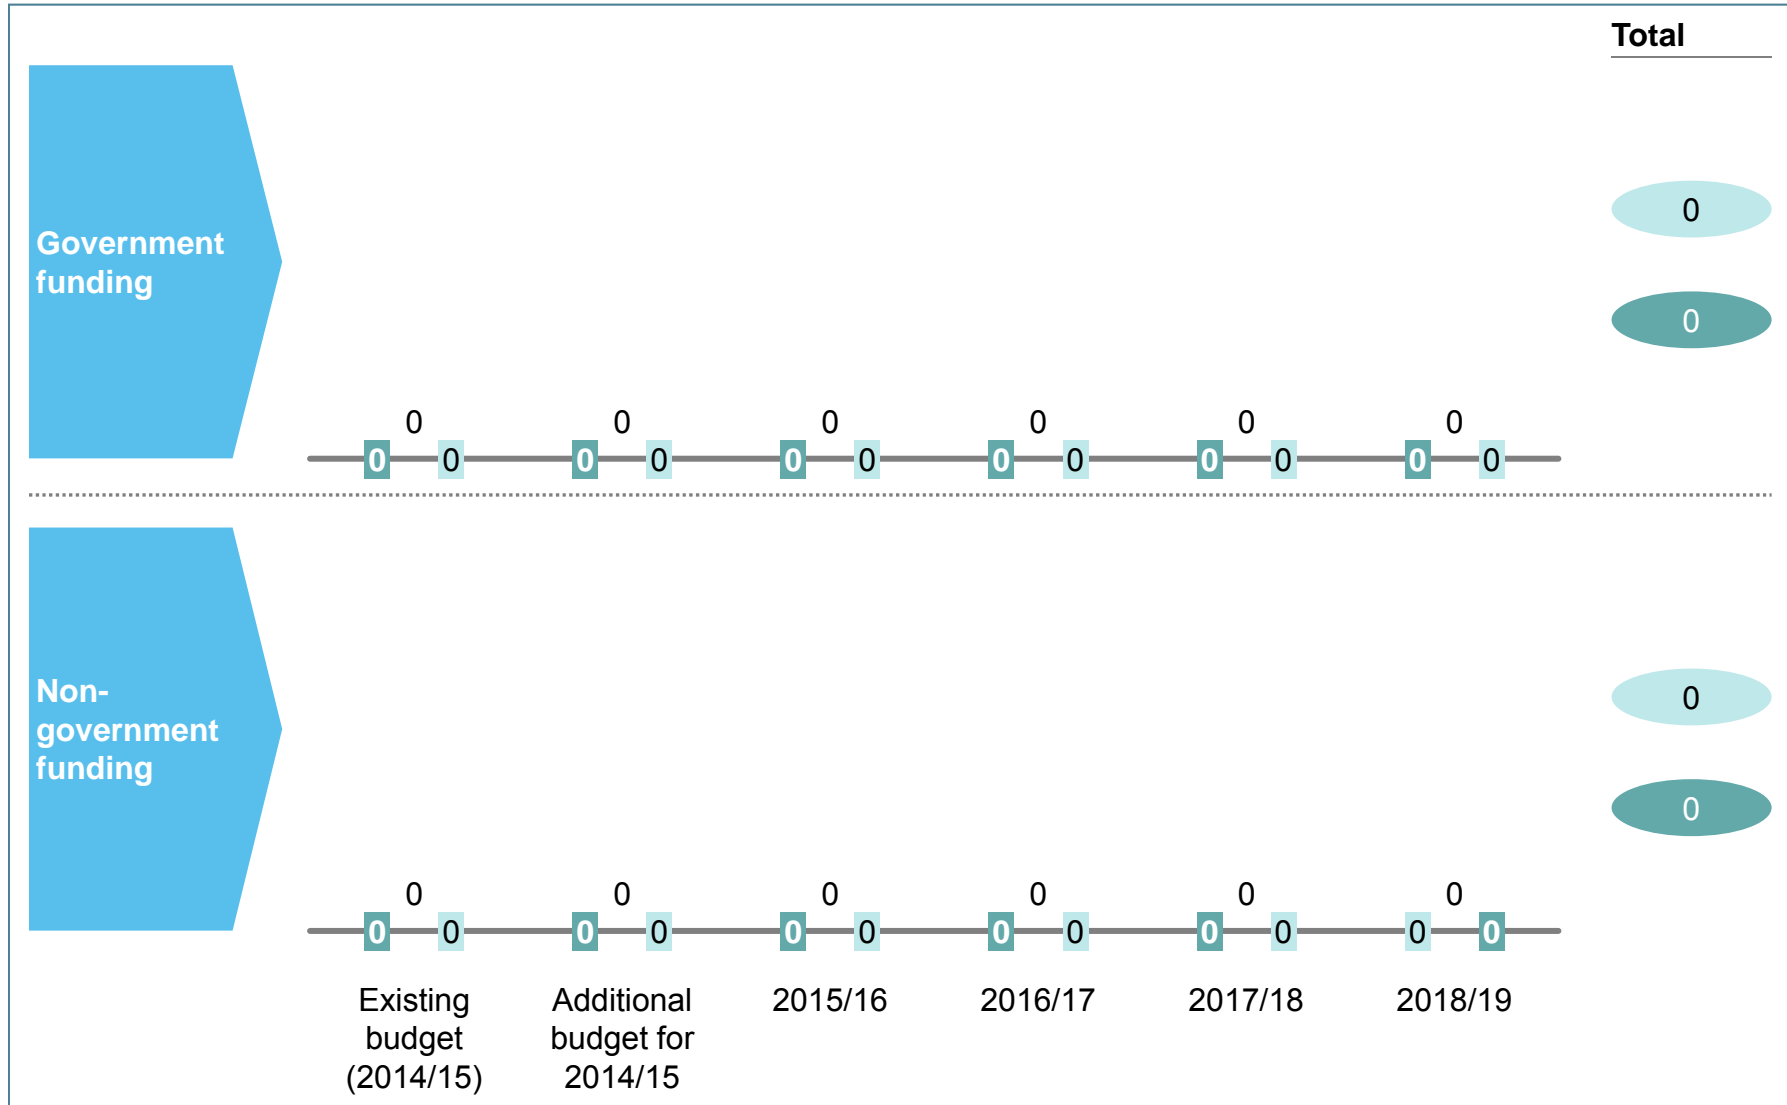 Total
Government
funding
0
0
0 0 0 0 0 0
0 0 0 0 0 0 0 0 0 0 0 0
Non-
government
funding
0
0
0 0 0 0 0 0
0 0 0 0 0 0 0 0 0 0 0 0
Existing
budget
(2014/15)
Additional
budget for
2014/15
2015/16
2016/17
2017/18
2018/19